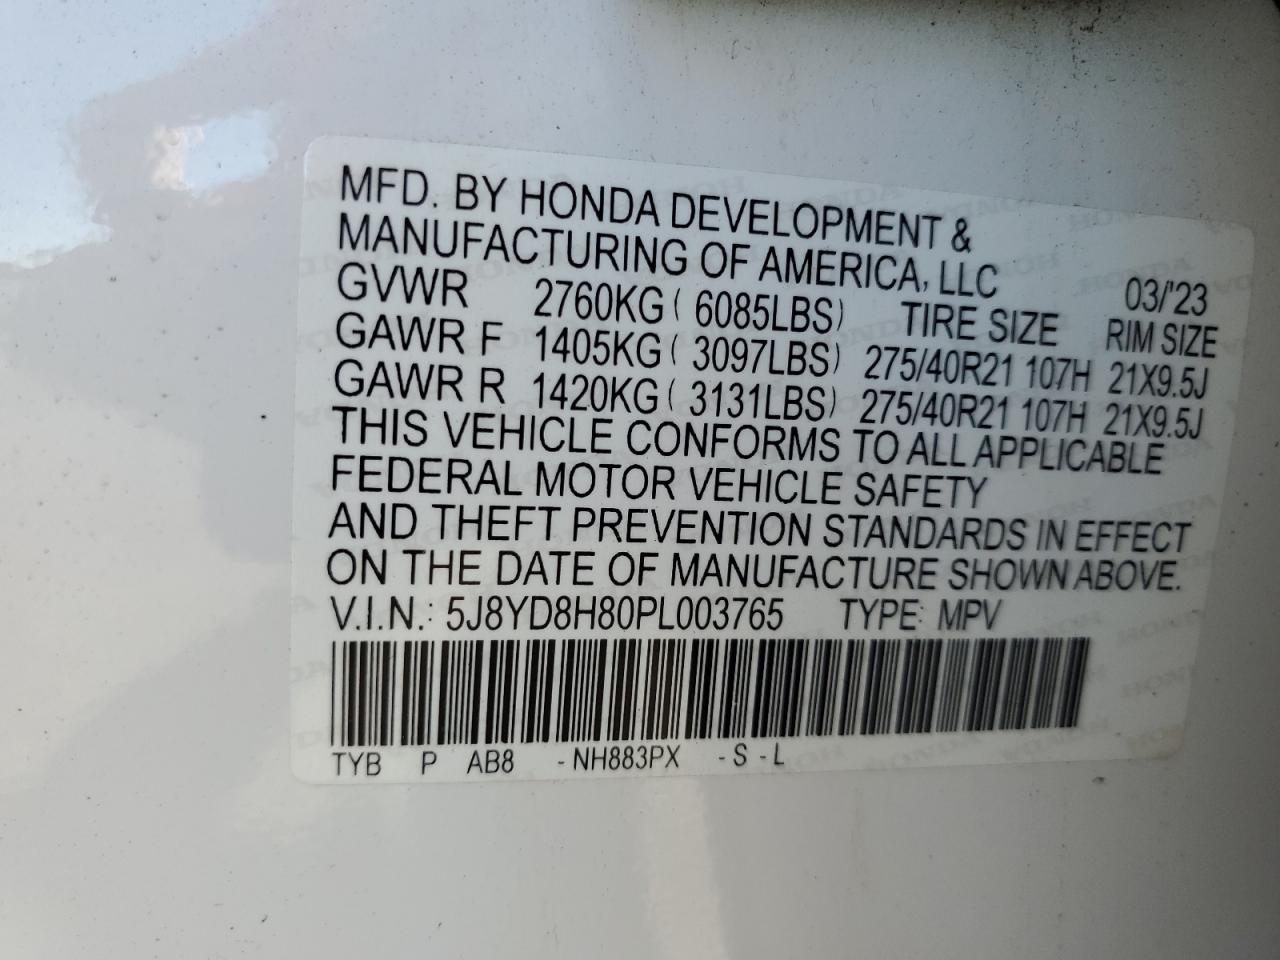 MFD. BY HONDA DEVELOPMENT &
MANUFACTURING OF AMERICA, LLC 03/'23
GVWR 2760KG ( 6085LBS) TIRE SIZE RIM SIZE
GAWR F 1405KG ( 3097LBS) 275/40R21 107H 21X9.5J
GAWR R 1420KG ( 3131LBS) 275/40R21 107H 21X9.5J
THIS VEHICLE CONFORMS TO ALL APPLICABLE
FEDERAL MOTOR VEHICLE SAFETY
AND THEFT PREVENTION STANDARDS IN EFFECT
ON THE DATE OF MANUFACTURE SHOWN ABOVE.
V.I.N.: 5J8YD8H80PL003765 TYPE: MPV
TYB P AB8 - NH883PX - S - L